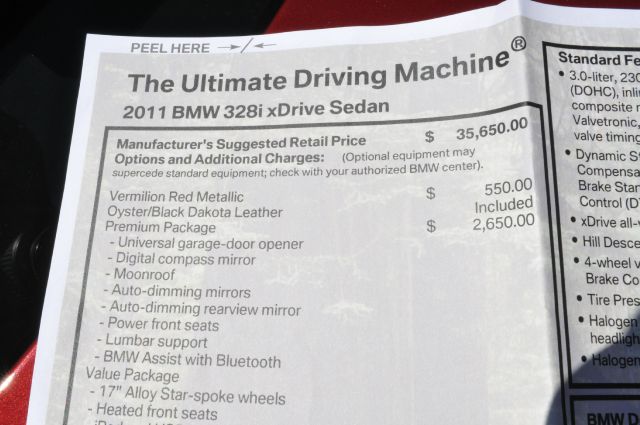 PEEL HERE
The Ultimate Driving Machine®
2011 BMW 328i xDrive Sedan
Manufacturer's Suggested Retail Price $ 35,650.00
Options and Additional Charges: (Optional equipment may
supercede standard equipment; check with your authorized BMW center).
Vermilion Red Metallic $ 550.00
Oyster/Black Dakota Leather Included
Premium Package $ 2,650.00
- Universal garage-door opener
- Digital compass mirror
- Moonroof
- Auto-dimming mirrors
- Auto-dimming rearview mirror
- Power front seats
- Lumbar support
- BMW Assist with Bluetooth
Value Package
- 17" Alloy Star-spoke wheels
- Heated front seats
Standard Fe
• 3.0-liter, 230
(DOHC), inli
composite
Valvetronic,
valve timing
• Dynamic St
Compensa
Brake Stan
Control (D
• xDrive all-
• Hill Desce
• 4-wheel v
Brake Co
• Tire Pres
• Halogen
headligh
• Halogen
BMW D